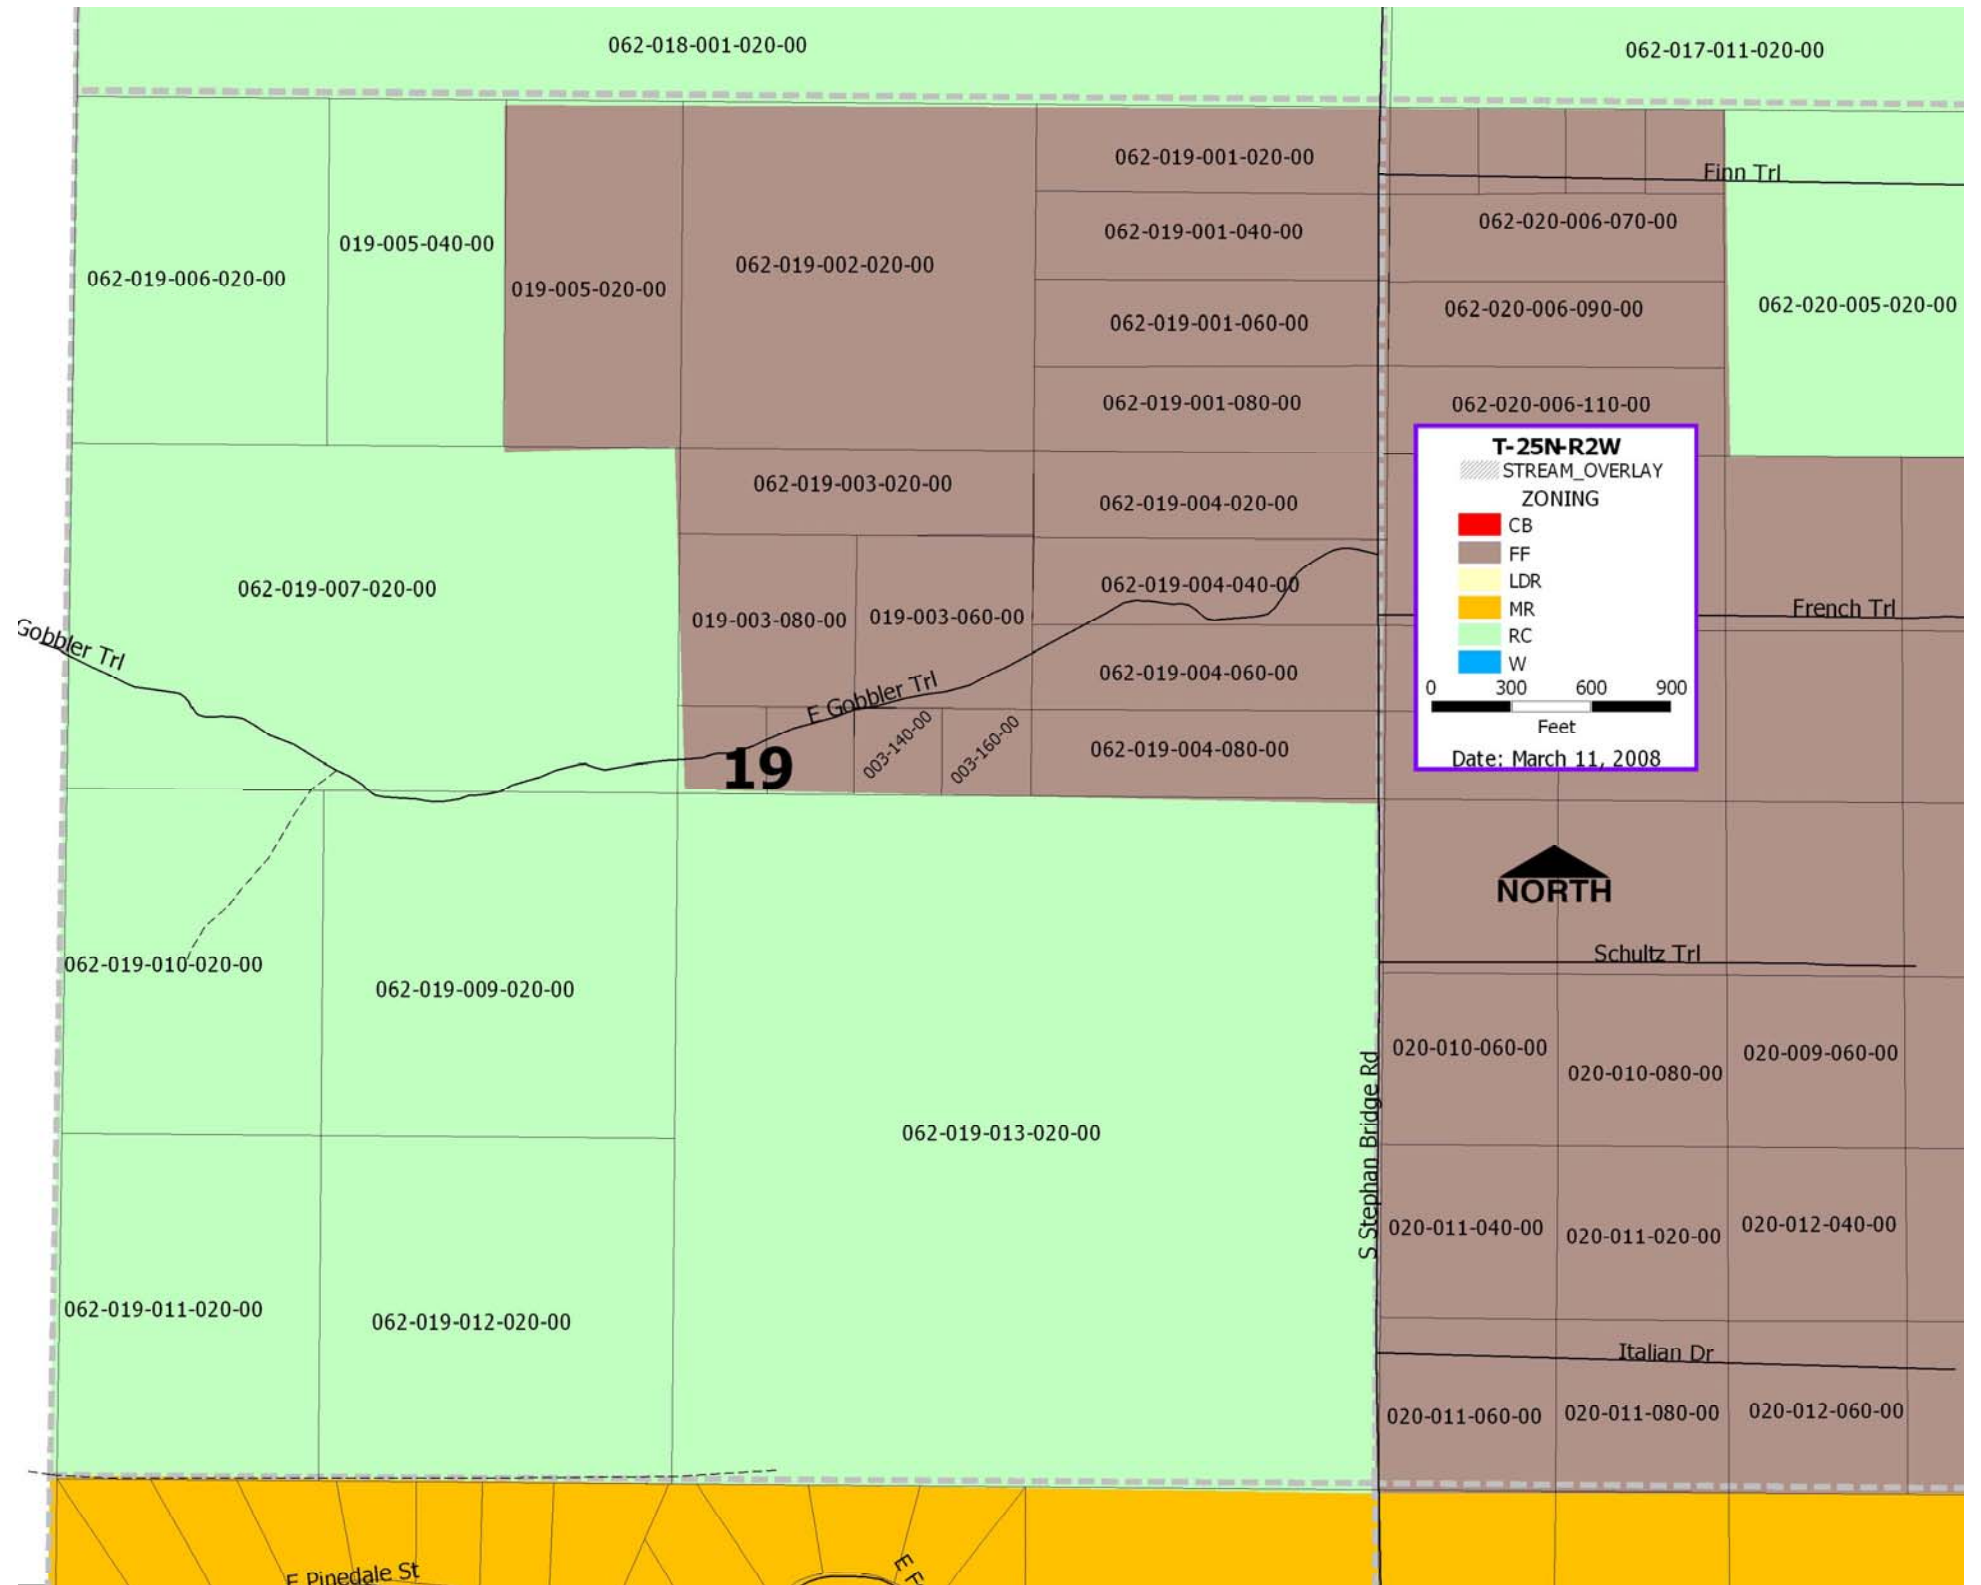 062-018-001-020-00
062-017-011-020-00
062-019-001-020-00
Finn Trl
062-019-006-020-00
019-005-040-00
019-005-020-00
062-019-002-020-00
062-019-001-040-00
062-020-006-070-00
062-019-001-060-00
062-020-006-090-00
062-020-005-020-00
062-019-001-080-00
062-020-006-110-00
T-25N-R2W
STREAM_OVERLAY
ZONING
CB
FF
LDR
MR
RC
W
0 300 600 900
Feet
Date: March 11, 2008
062-019-003-020-00
062-019-004-020-00
062-019-007-020-00
019-003-080-00
019-003-060-00
062-019-004-040-00
French Trl
Gobbler Trl
E Gobbler Trl
062-019-004-060-00
19
003-140-00
003-160-00
062-019-004-080-00
NORTH
Schultz Trl
062-019-010-020-00
062-019-009-020-00
062-019-013-020-00
S Stephan Bridge Rd
020-010-060-00
020-010-080-00
020-009-060-00
020-011-040-00
020-011-020-00
020-012-040-00
062-019-011-020-00
062-019-012-020-00
Italian Dr
020-011-060-00
020-011-080-00
020-012-060-00
E Pinedale St